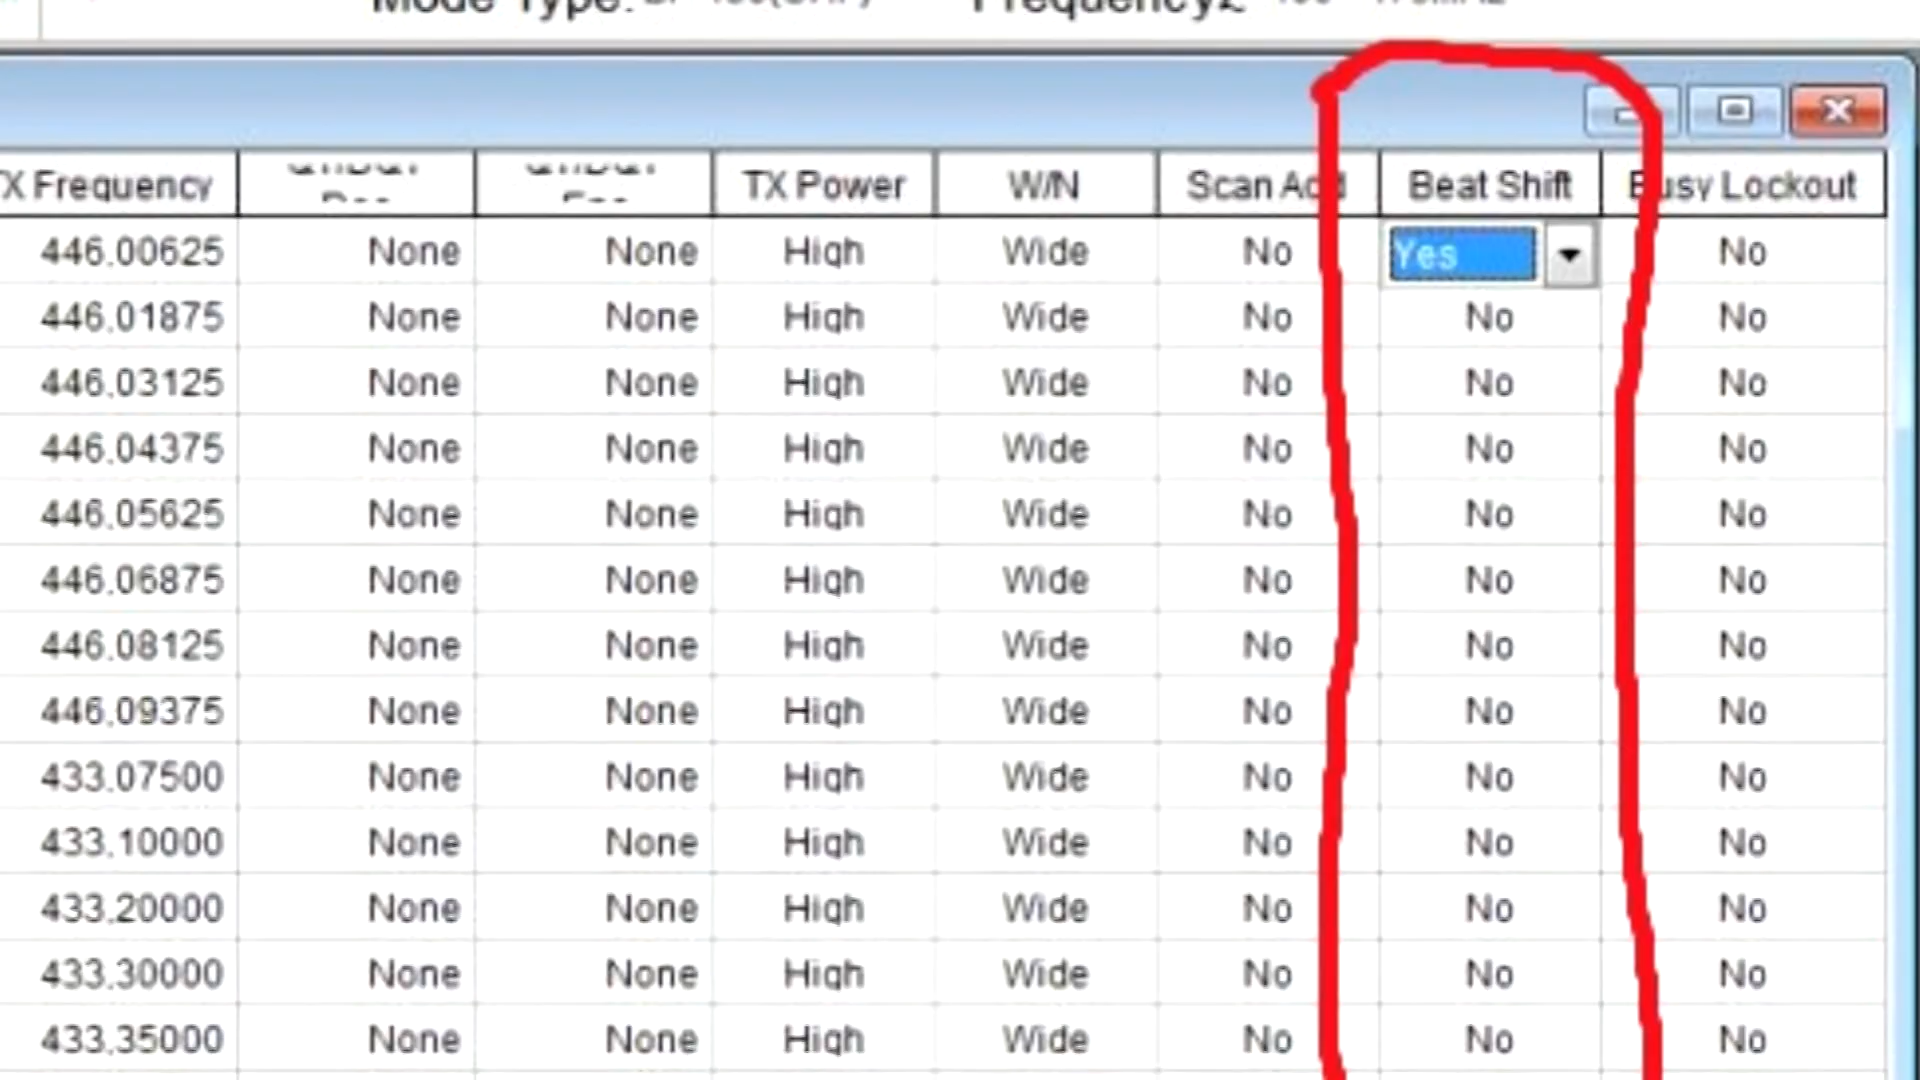 Mode Type:
TX Frequency TX Power W/N Scan Add Beat Shift Busy Lockout
446.00625 None None High Wide No Yes No
446.01875 None None High Wide No No No
446.03125 None None High Wide No No No
446.04375 None None High Wide No No No
446.05625 None None High Wide No No No
446.06875 None None High Wide No No No
446.08125 None None High Wide No No No
446.09375 None None High Wide No No No
433.07500 None None High Wide No No No
433.10000 None None High Wide No No No
433.20000 None None High Wide No No No
433.30000 None None High Wide No No No
433.35000 None None High Wide No No No